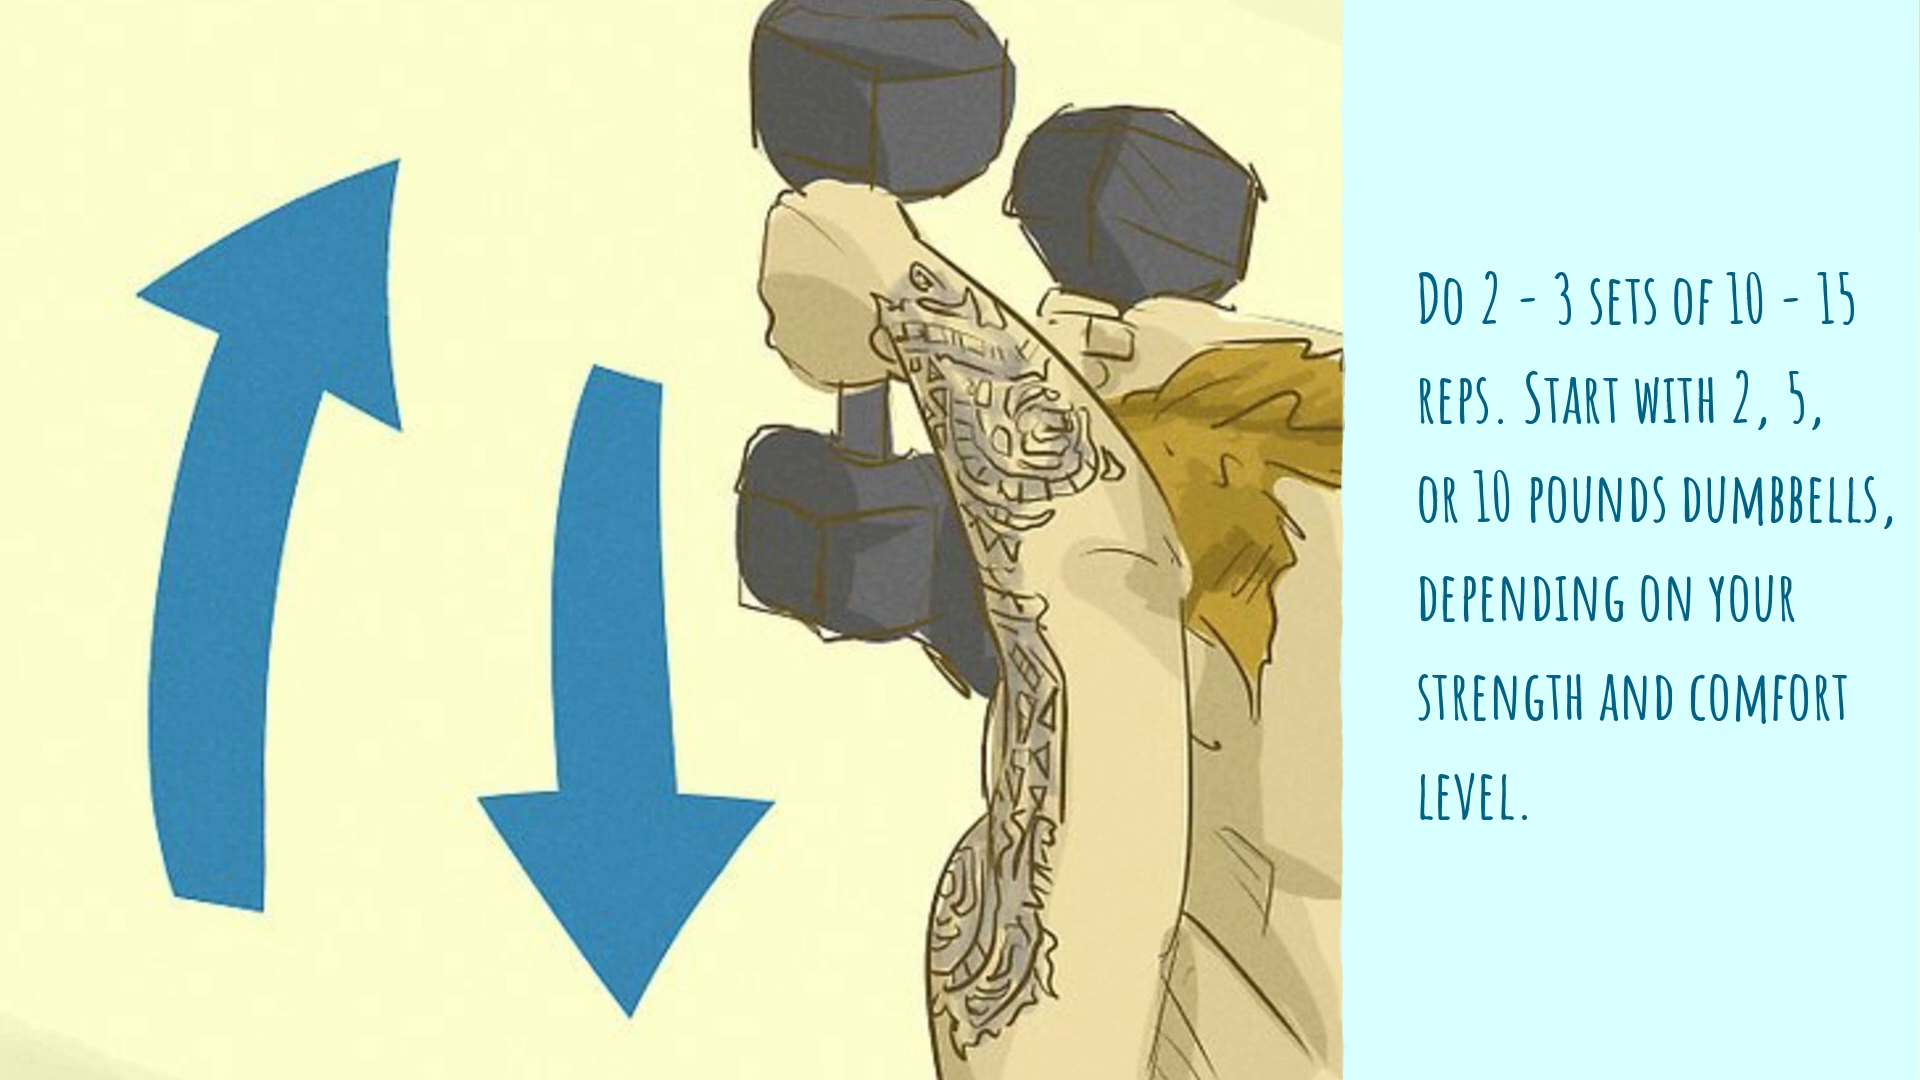 Do 2 - 3 sets of 10 - 15
reps. Start with 2, 5,
or 10 pounds dumbbells,
depending on your
strength and comfort
level.